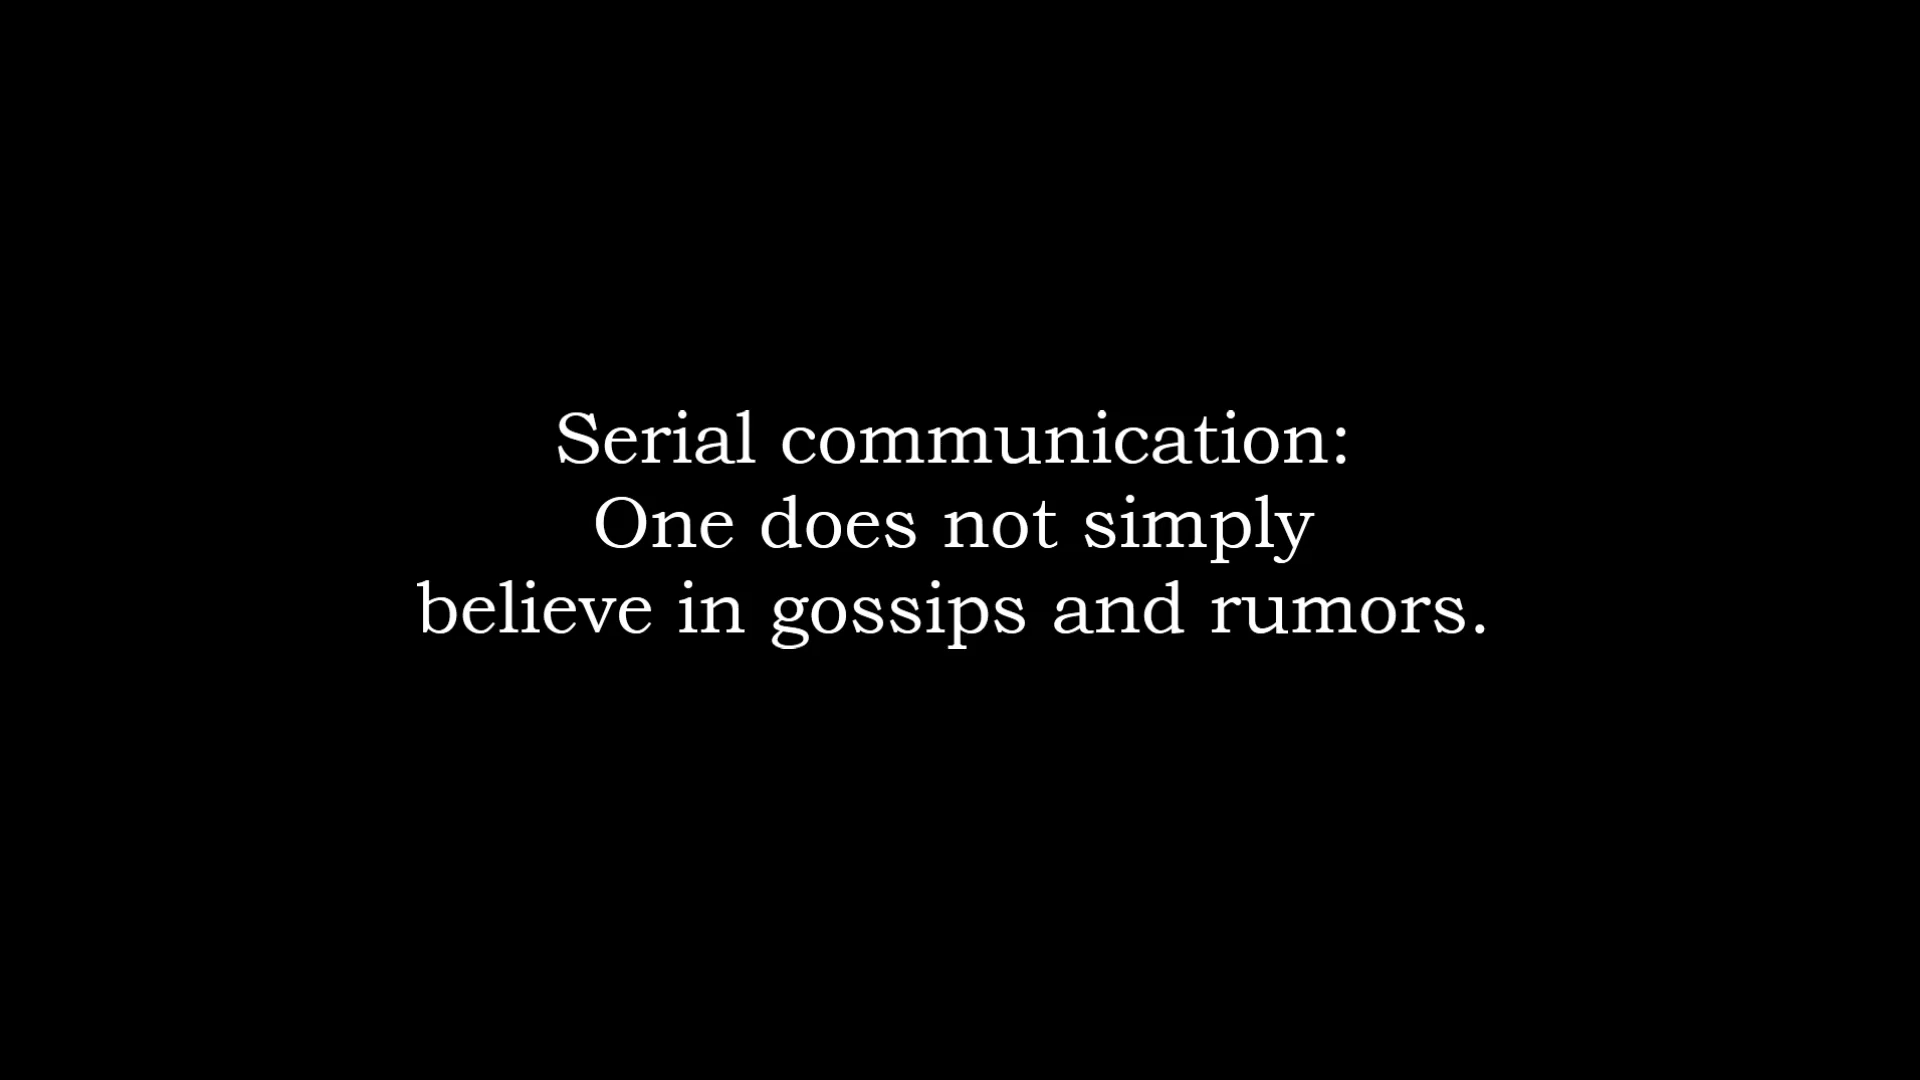 Serial communication:
One does not simply
believe in gossips and rumors.